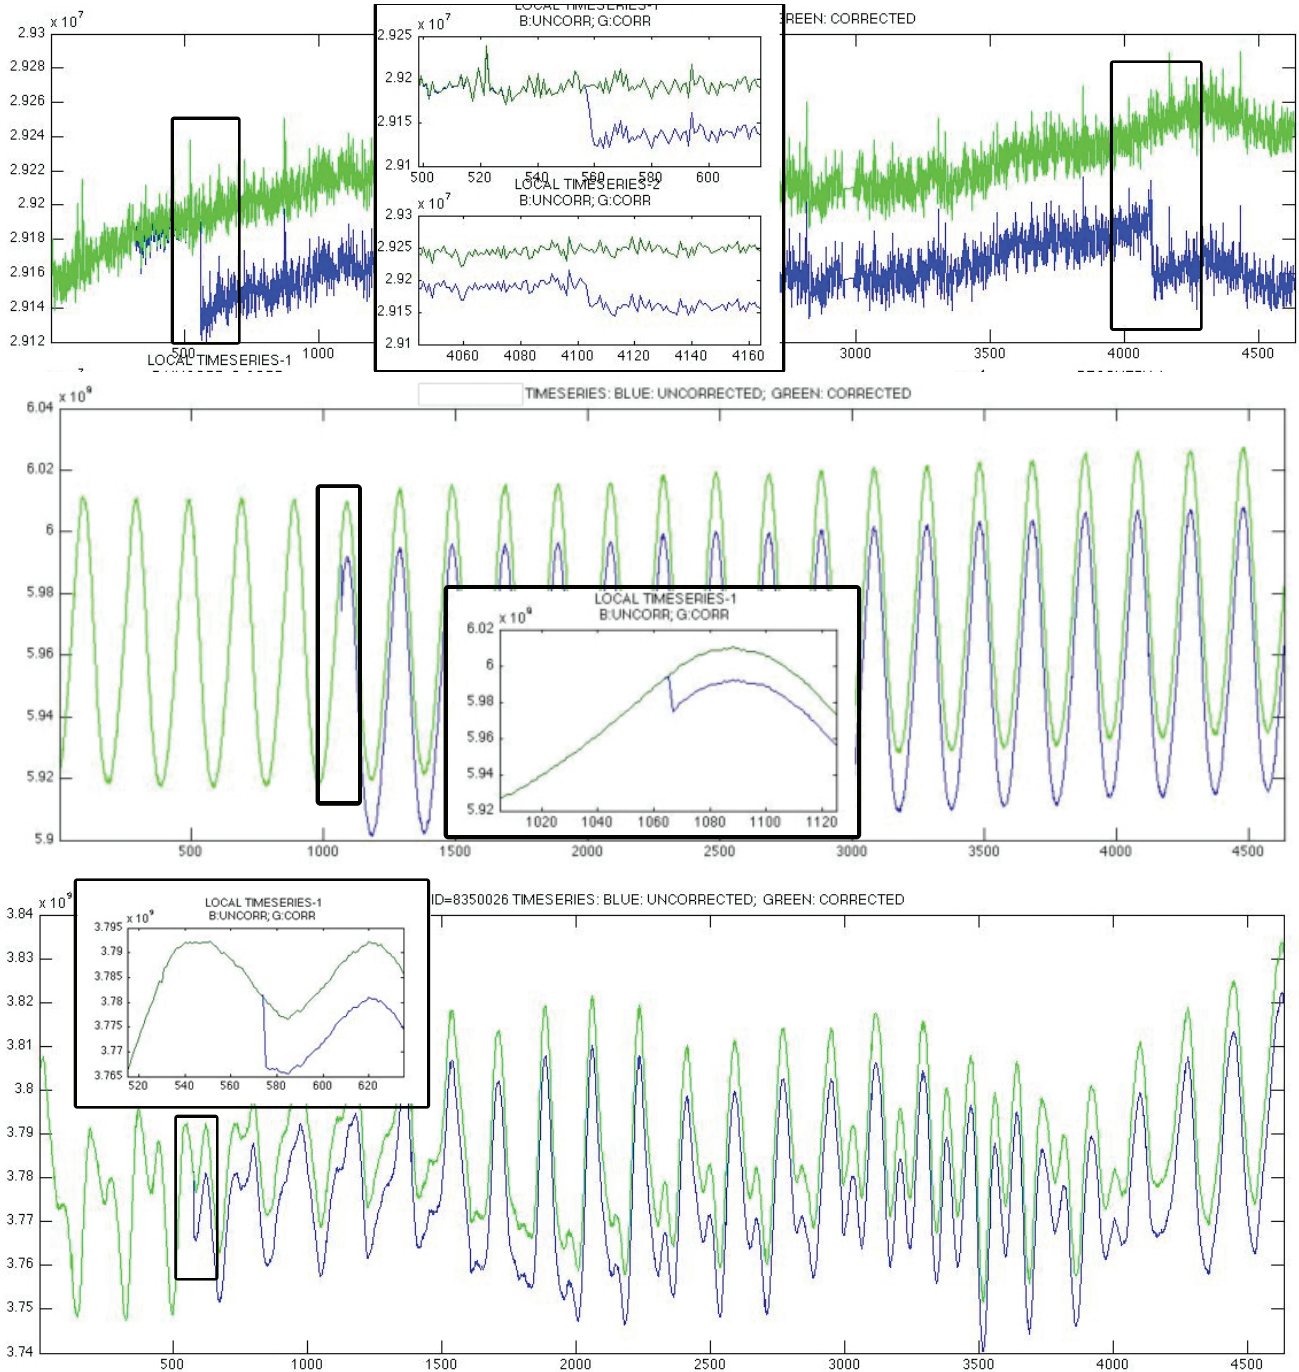 LOCAL TIMESERIES-1
B:UNCORR; G:CORR
x 10⁷
2.925
2.92
2.915
2.91
500 520 540 560 580 600
LOCAL TIMESERIES-2
B:UNCORR; G:CORR
x 10⁷
2.93
2.925
2.92
2.915
2.91
4060 4080 4100 4120 4140 4160
REEN: CORRECTED
2.93
2.928
2.926
2.924
2.922
2.92
2.918
2.916
2.914
2.912
500 1000 3000 3500 4000 4500
LOCAL TIMESERIES-1
TIMESERIES: BLUE: UNCORRECTED; GREEN: CORRECTED
x 10⁹
6.04
6.02
6
5.98
5.96
5.94
5.92
5.9
500 1000 1500 2000 2500 3000 3500 4000 4500
LOCAL TIMESERIES-1
B:UNCORR; G:CORR
x 10⁹
6.02
6
5.98
5.96
5.94
5.92
1020 1040 1060 1080 1100 1120
ID=8350026 TIMESERIES: BLUE: UNCORRECTED; GREEN: CORRECTED
x 10⁹
3.84
3.83
3.82
3.81
3.8
3.79
3.78
3.77
3.76
3.75
3.74
500 1000 1500 2000 2500 3000 3500 4000 4500
LOCAL TIMESERIES-1
B:UNCORR; G:CORR
x 10⁹
3.795
3.79
3.785
3.78
3.775
3.77
3.765
520 540 560 580 600 620